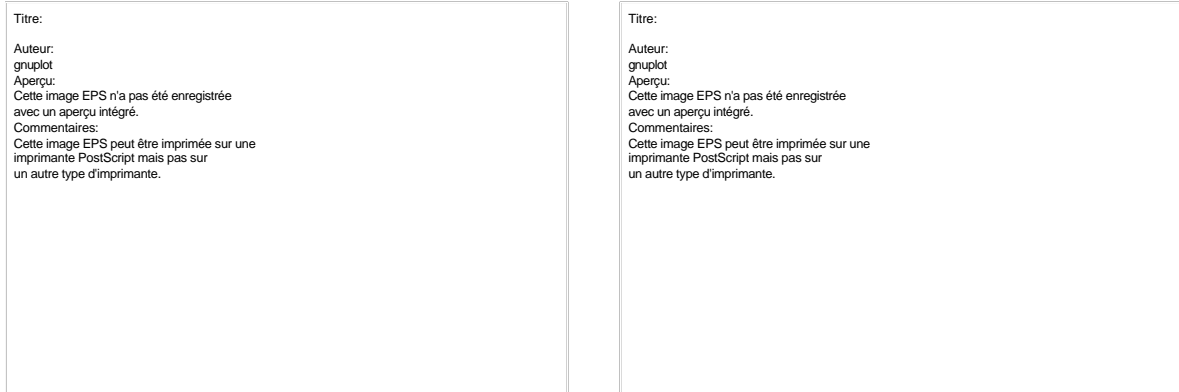 Titre:
Auteur:
gnuplot
Aperçu:
Cette image EPS n'a pas été enregistrée
avec un aperçu intégré.
Commentaires:
Cette image EPS peut être imprimée sur une
imprimante PostScript mais pas sur
un autre type d'imprimante.
Titre:
Auteur:
gnuplot
Aperçu:
Cette image EPS n'a pas été enregistrée
avec un aperçu intégré.
Commentaires:
Cette image EPS peut être imprimée sur une
imprimante PostScript mais pas sur
un autre type d'imprimante.